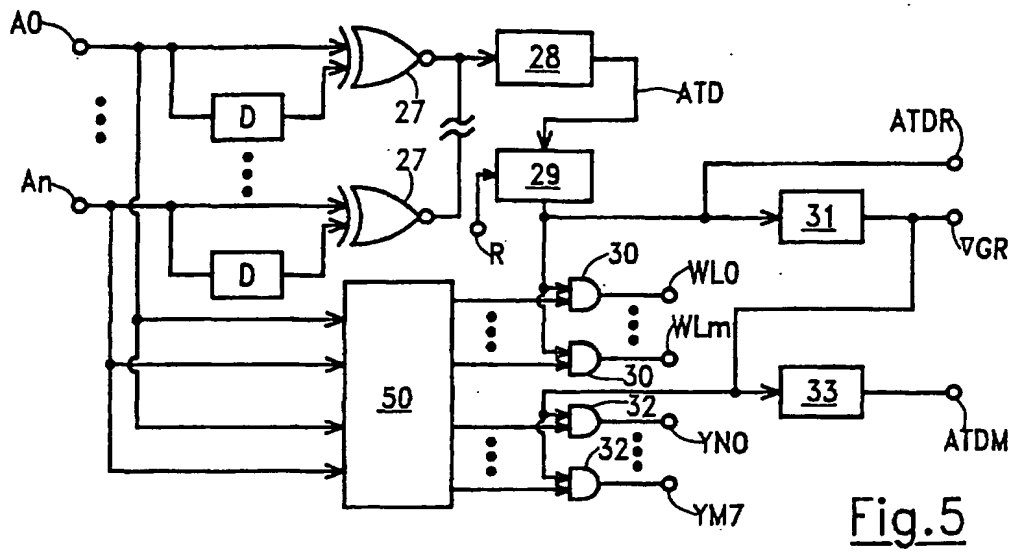 A0
28
27
ATD
D
ATDR
27
29
An
31
R
∇GR
D
30
WL0
WLm
30
50
33
32
YN0
ATDM
32
YM7
Fig.5